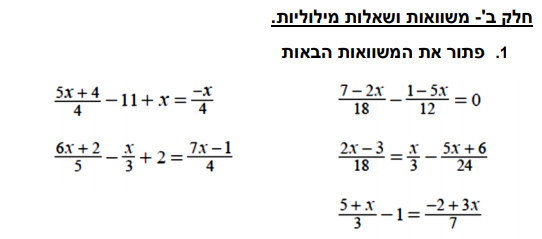 חלק ב'- משוואות ושאלות מילוליות.
1. פתור את המשוואות הבאות
(7-2x)/18 - (1-5x)/12 = 0
(5x+4)/4 - 11 + x = (-x)/4
(2x-3)/18 = x/3 - (5x+6)/24
(6x+2)/5 - x/3 + 2 = (7x-1)/4
(5+x)/3 - 1 = (-2+3x)/7